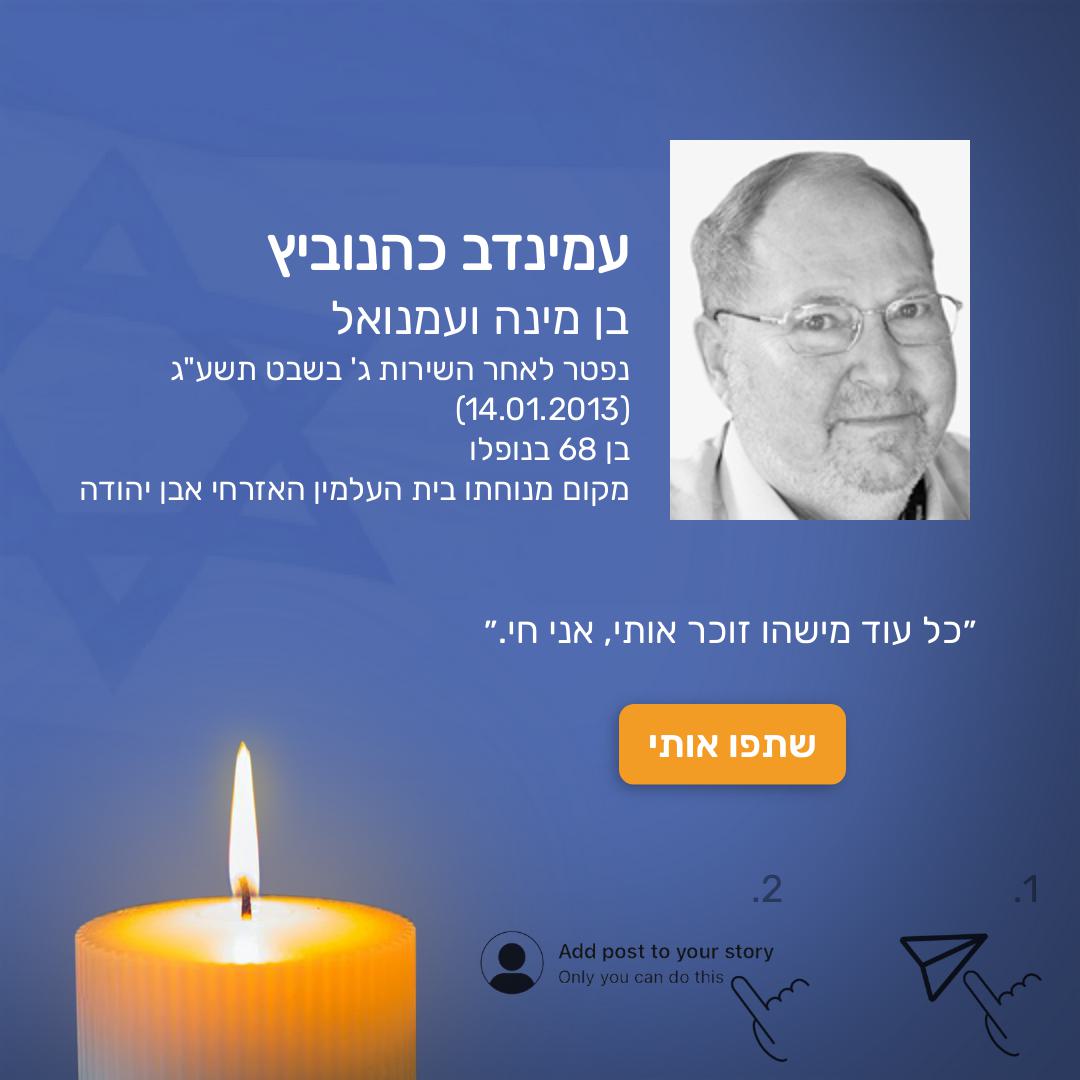 עמינדב כהנוביץ
בן מינה ועמנואל
נפטר לאחר השירות ג' בשבט תשע"ג
(14.01.2013)
בן 68 בנופלו
מקום מנוחתו בית העלמין האזרחי אבן יהודה
״כל עוד מישהו זוכר אותי, אני חי.״
שתפו אותי
1.
2.
Add post to your story
Only you can do this